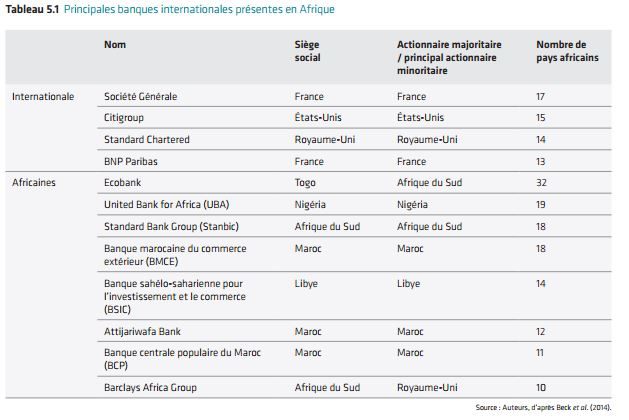 Tableau 5.1 Principales banques internationales présentes en Afrique
Nom Siège social Actionnaire majoritaire / principal actionnaire minoritaire Nombre de pays africains
Internationale Société Générale France France 17
Citigroup États-Unis États-Unis 15
Standard Chartered Royaume-Uni Royaume-Uni 14
BNP Paribas France France 13
Africaines Ecobank Togo Afrique du Sud 32
United Bank for Africa (UBA) Nigéria Nigéria 19
Standard Bank Group (Stanbic) Afrique du Sud Afrique du Sud 18
Banque marocaine du commerce extérieur (BMCE) Maroc Maroc 18
Banque sahélo-saharienne pour l'investissement et le commerce (BSIC) Libye Libye 14
Attijariwafa Bank Maroc Maroc 12
Banque centrale populaire du Maroc (BCP) Maroc Maroc 11
Barclays Africa Group Afrique du Sud Royaume-Uni 10
Source : Auteurs, d'après Beck et al. (2014).